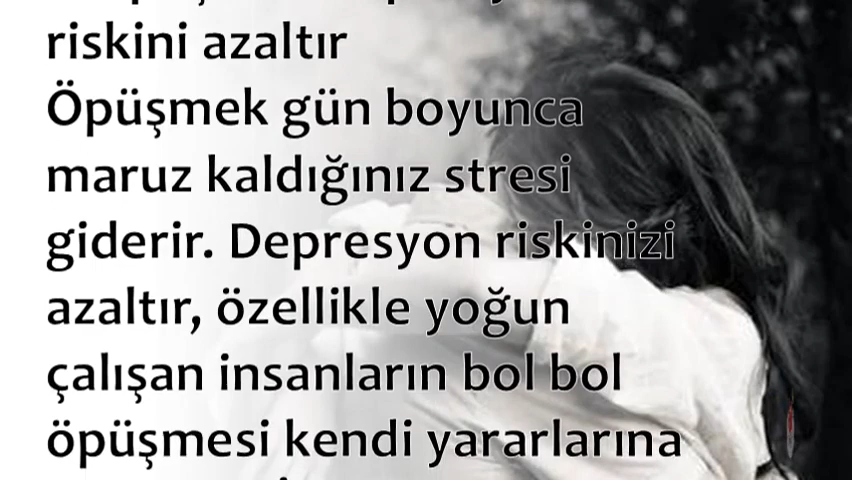 riskini azaltır
Öpüşmek gün boyunca
maruz kaldığınız stresi
giderir. Depresyon riskinizi
azaltır, özellikle yoğun
çalışan insanların bol bol
öpüşmesi kendi yararlarına